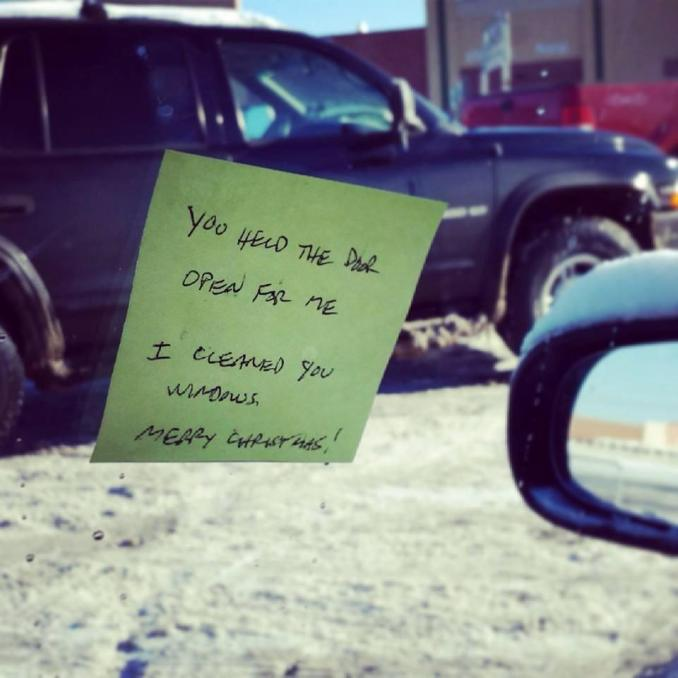 YOU HELD THE DOOR
OPEN FOR ME
I CLEANED YOU
WINDOWS.
MERRY CHRISTMAS!